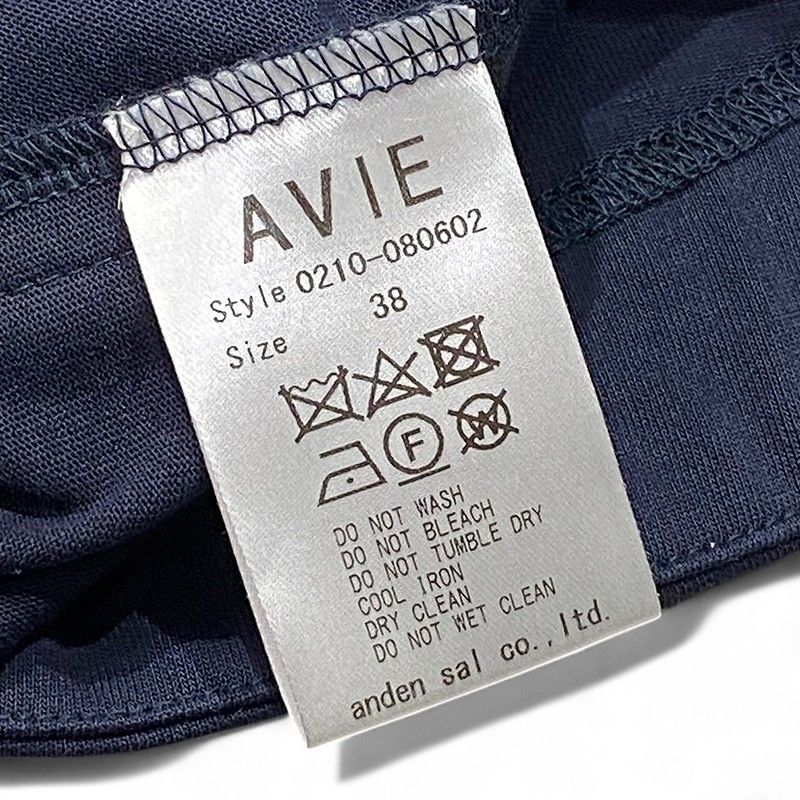 AVIE
Style 0210-080602
Size 38
F W
DO NOT WASH
DO NOT BLEACH
DO NOT TUMBLE DRY
COOL IRON
DRY CLEAN
DO NOT WET CLEAN
anden sal co.,ltd.